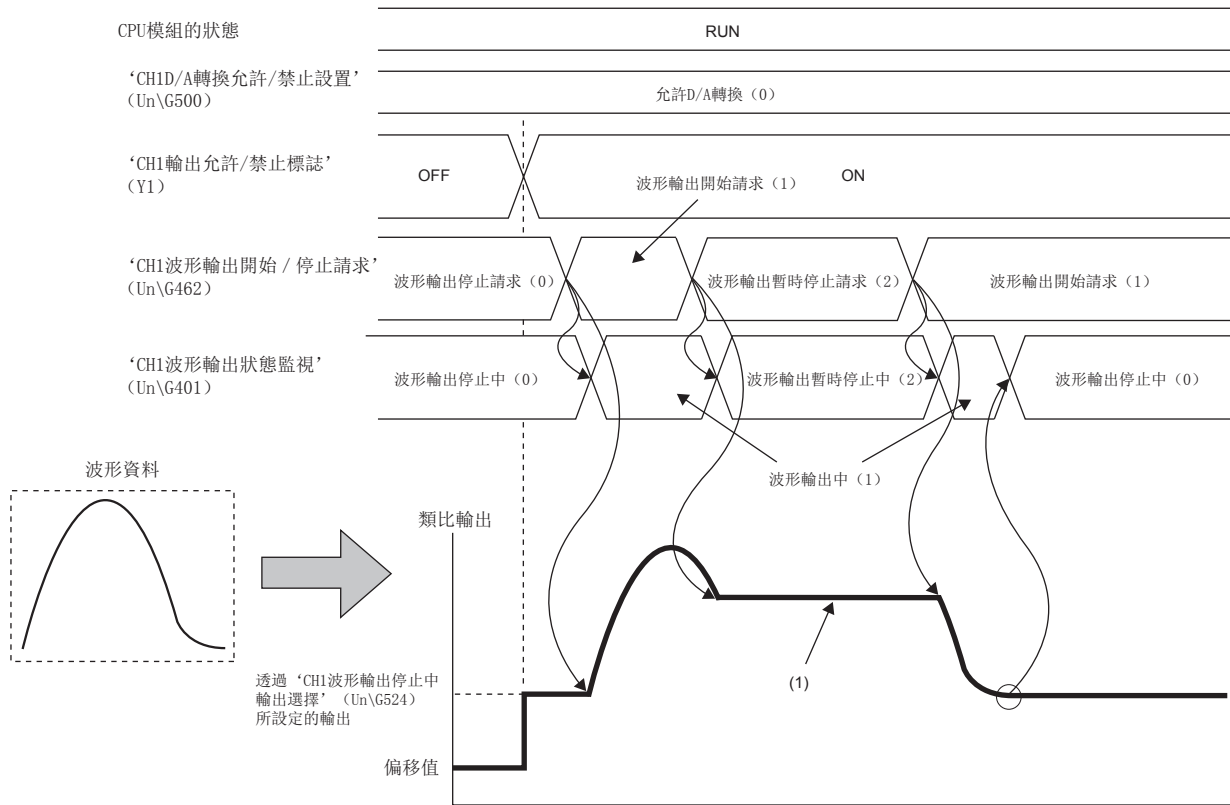 CPU模組的狀態
RUN
‘CH1D/A轉換允許/禁止設置’
（Un\G500）
允許D/A轉換（0）
‘CH1輸出允許/禁止標誌’
（Y1）
OFF
波形輸出開始請求（1）
ON
‘CH1波形輸出開始／停止請求’
（Un\G462）
波形輸出停止請求（0）
波形輸出暫時停止請求（2）
波形輸出開始請求（1）
‘CH1波形輸出狀態監視’
（Un\G401）
波形輸出停止中（0）
波形輸出暫時停止中（2）
波形輸出停止中（0）
波形資料
波形輸出中（1）
類比輸出
透過‘CH1波形輸出停止中
輸出選擇’（Un\G524）
所設定的輸出
(1)
偏移值